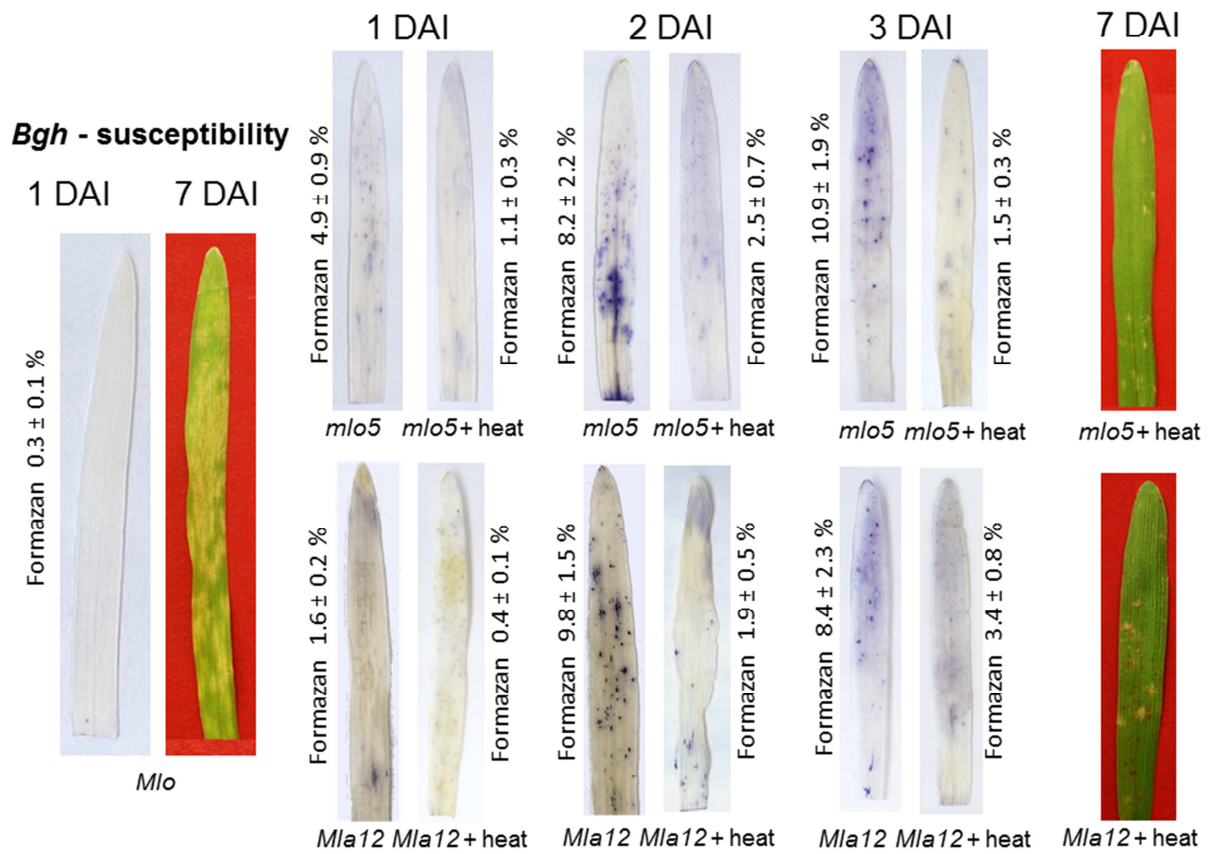 Bgh - susceptibility
1 DAI
7 DAI
Formazan 0.3 ± 0.1 %
Mlo
1 DAI
2 DAI
3 DAI
7 DAI
Formazan 4.9 ± 0.9 %
Formazan 1.1 ± 0.3 %
Formazan 8.2 ± 2.2 %
Formazan 2.5 ± 0.7 %
Formazan 10.9 ± 1.9 %
Formazan 1.5 ± 0.3 %
mlo5
mlo5 + heat
mlo5
mlo5 + heat
mlo5
mlo5 + heat
mlo5 + heat
Formazan 1.6 ± 0.2 %
Formazan 0.4 ± 0.1 %
Formazan 9.8 ± 1.5 %
Formazan 1.9 ± 0.5 %
Formazan 8.4 ± 2.3 %
Formazan 3.4 ± 0.8 %
Mla12
Mla12 + heat
Mla12
Mla12 + heat
Mla12
Mla12 + heat
Mla12 + heat